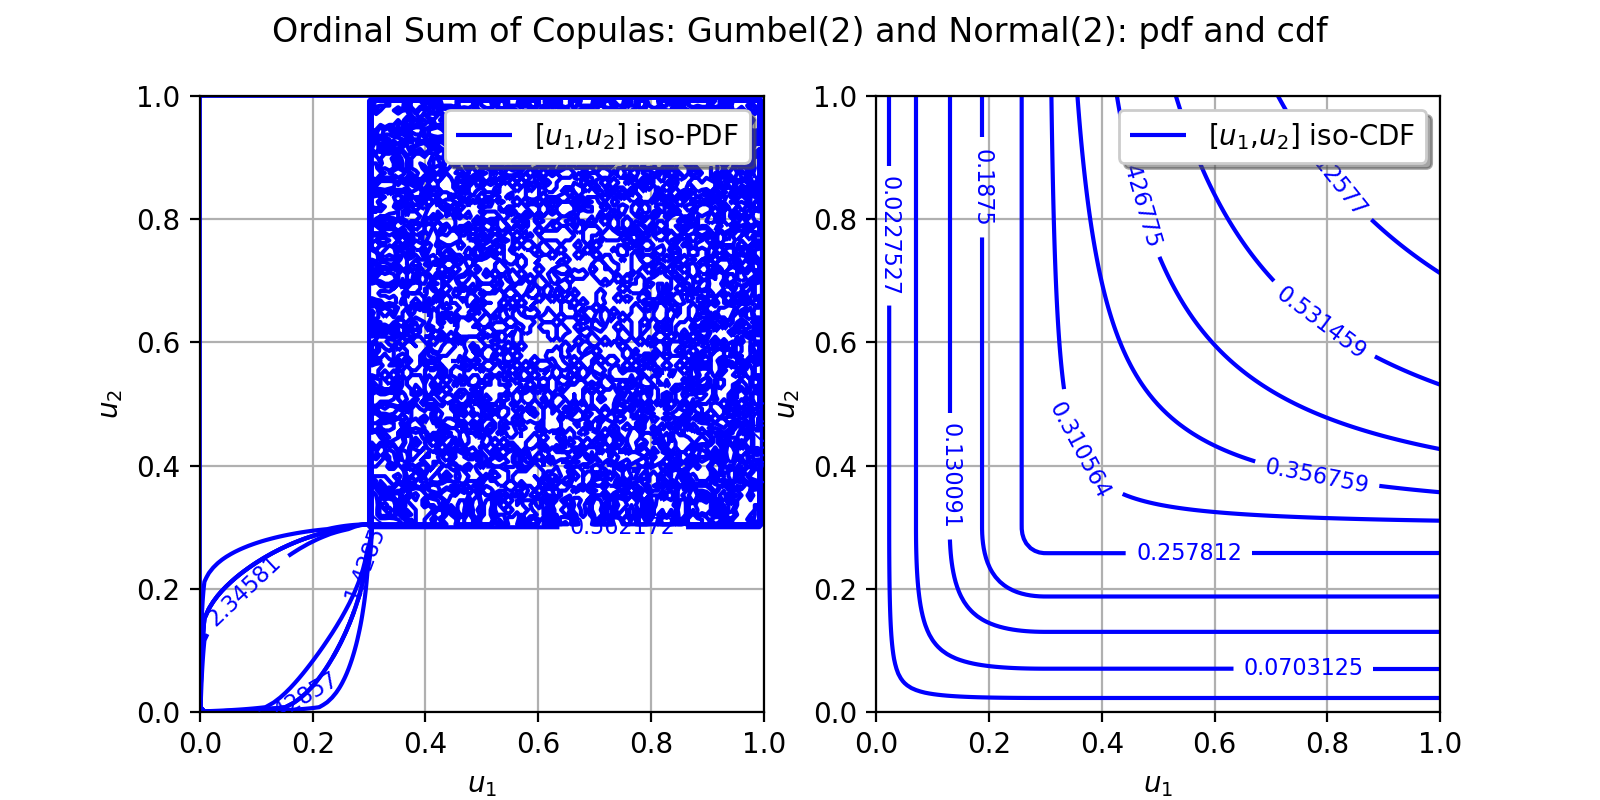 Ordinal Sum of Copulas: Gumbel(2) and Normal(2): pdf and cdf
1.0
0.8
0.6
0.4
0.2
0.0
u₂
[u₁,u₂] iso-PDF
0.562172
2.34581
0.0 0.2 0.4 0.6 0.8 1.0
u₁
1.0
0.8
0.6
0.4
0.2
0.0
u₂
[u₁,u₂] iso-CDF
0.0227527
0.1875
0.531459
0.310564
0.356759
0.130091
0.257812
0.0703125
0.0 0.2 0.4 0.6 0.8 1.0
u₁